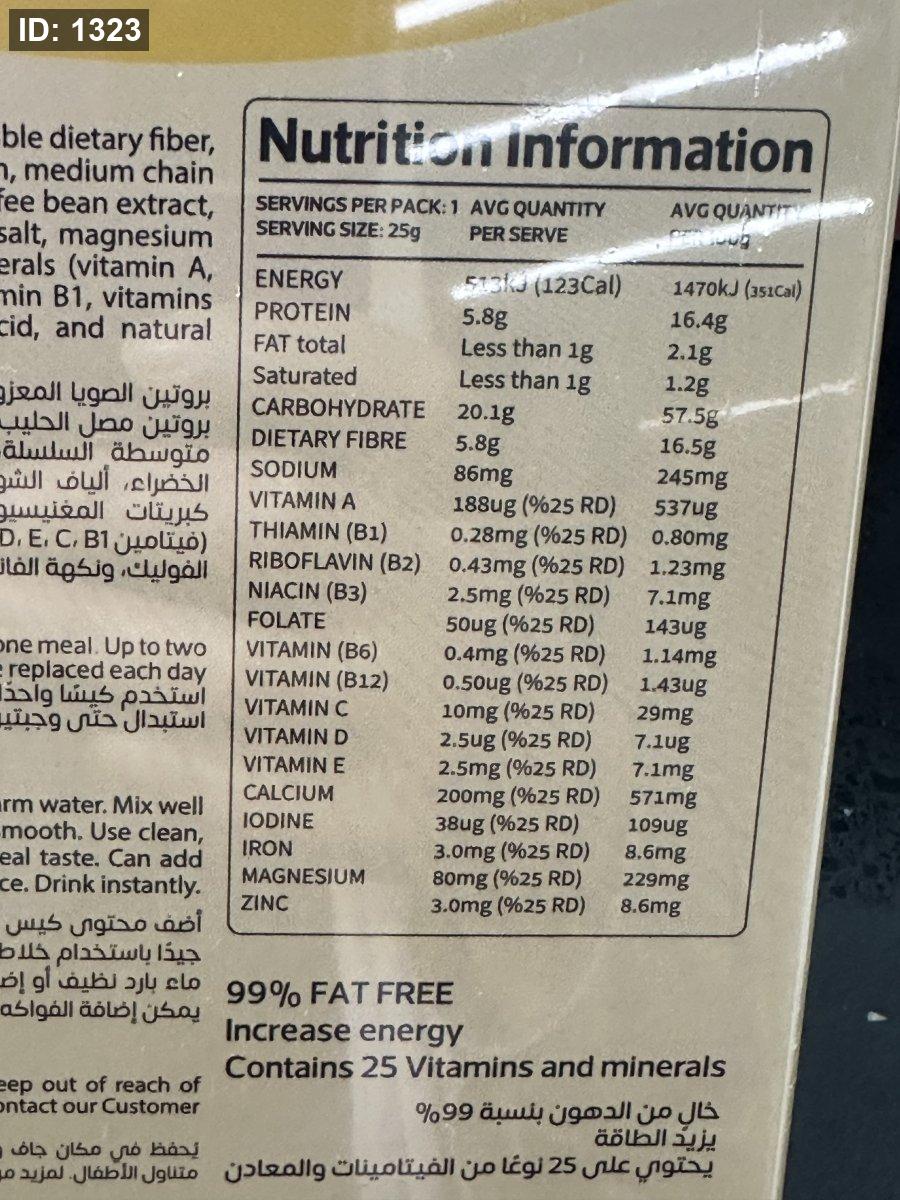 ID: 1323
ble dietary fiber,
medium chain
fee bean extract,
salt, magnesium
erals (vitamin A,
min B1, vitamins
cid, and natural
بروتين الصويا المعزو
بروتين مصل الحليب
متوسطة السلسلة
الخضراء، ألياف الشو
كبريتات المغنيسيو
(فيتامين D، E، C، B1
الفوليك، ونكهة الفان
one meal. Up to two
replaced each day
استخدم كيسًا واحدًا
استبدال حتى وجبتين
arm water. Mix well
smooth. Use clean,
eal taste. Can add
ce. Drink instantly.
أضف محتوى كيس
جيدًا باستخدام خلاط
ماء بارد نظيف أو إض
يمكن إضافة الفواكه
eep out of reach of
ontact our Customer
يُحفظ في مكان جاف
متناول الأطفال. لمزيد من
Nutrition Information
SERVINGS PER PACK: 1 AVG QUANTITY AVG QUANTITY
SERVING SIZE: 25g PER SERVE PER 100g
ENERGY 513kJ (123Cal) 1470kJ (351Cal)
PROTEIN 5.8g 16.4g
FAT total Less than 1g 2.1g
Saturated Less than 1g 1.2g
CARBOHYDRATE 20.1g 57.5g
DIETARY FIBRE 5.8g 16.5g
SODIUM 86mg 245mg
VITAMIN A 188ug (%25 RD) 537ug
THIAMIN (B1) 0.28mg (%25 RD) 0.80mg
RIBOFLAVIN (B2) 0.43mg (%25 RD) 1.23mg
NIACIN (B3) 2.5mg (%25 RD) 7.1mg
FOLATE 50ug (%25 RD) 143ug
VITAMIN (B6) 0.4mg (%25 RD) 1.14mg
VITAMIN (B12) 0.50ug (%25 RD) 1.43ug
VITAMIN C 10mg (%25 RD) 29mg
VITAMIN D 2.5ug (%25 RD) 7.1ug
VITAMIN E 2.5mg (%25 RD) 7.1mg
CALCIUM 200mg (%25 RD) 571mg
IODINE 38ug (%25 RD) 109ug
IRON 3.0mg (%25 RD) 8.6mg
MAGNESIUM 80mg (%25 RD) 229mg
ZINC 3.0mg (%25 RD) 8.6mg
99% FAT FREE
Increase energy
Contains 25 Vitamins and minerals
خالٍ من الدهون بنسبة 99%
يزيد الطاقة
يحتوي على 25 نوعًا من الفيتامينات والمعادن